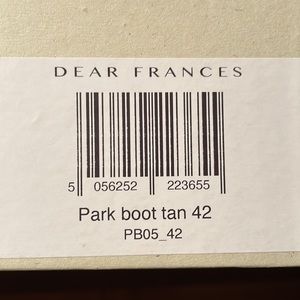 DEAR FRANCES
5 056252 223655
Park boot tan 42
PB05_42